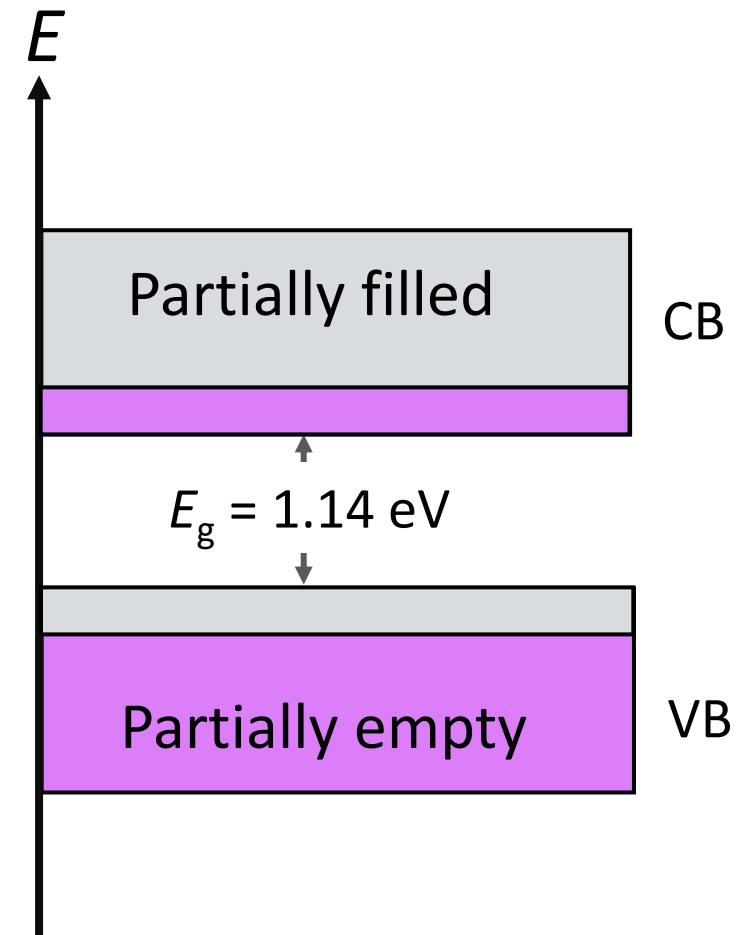 E
Partially filled
CB
Eg = 1.14 eV
Partially empty
VB